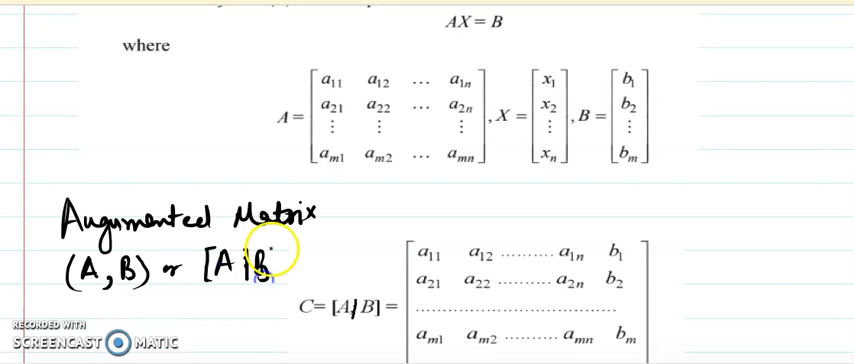 AX = B
where
A = [ a11 a12 … a1n
a21 a22 … a2n
⋮ ⋮ ⋮
am1 am2 … amn ] , X = [ x1
x2
⋮
xn ] , B = [ b1
b2
⋮
bm ]
Augumented Matrix
(A, B) or [A | B
C = [A | B] = [ a11 a12 .......... a1n b1
a21 a22 .......... a2n b2
......................................
am1 am2 .......... amn bm
RECORDED WITH
SCREENCAST MATIC